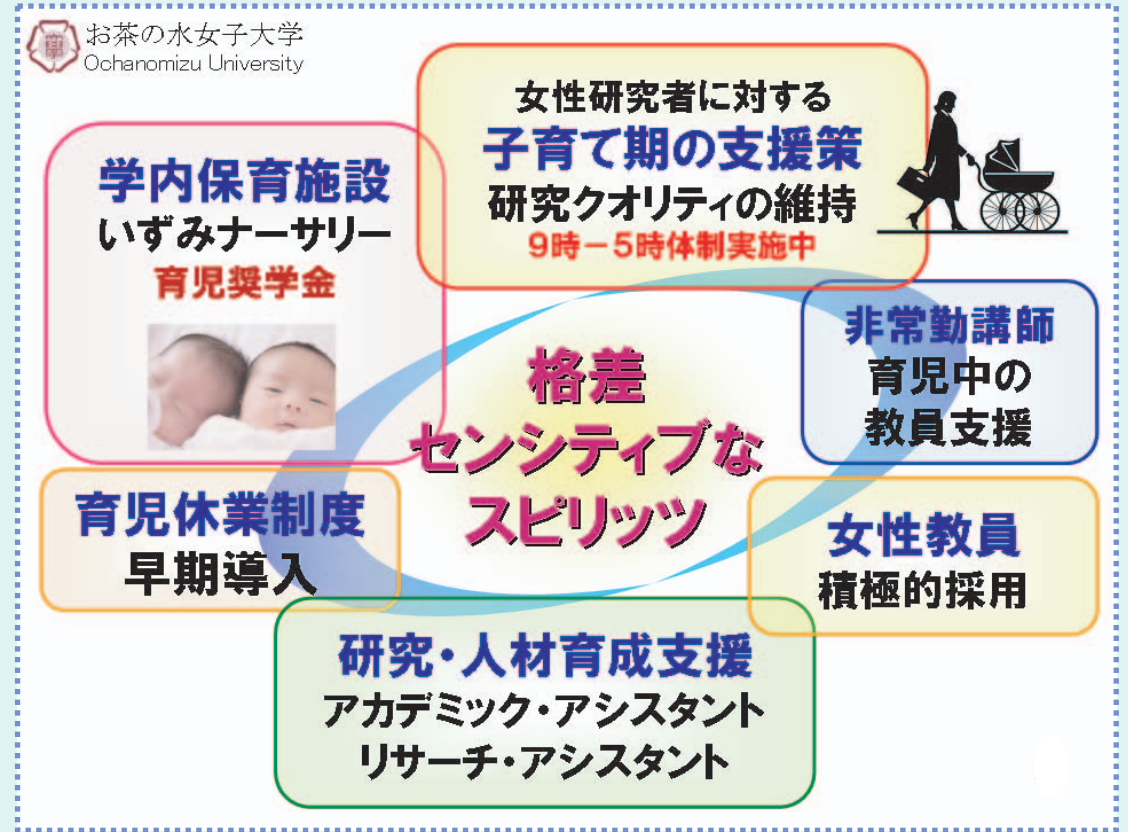 お茶の水女子大学
Ochanomizu University
女性研究者に対する
子育て期の支援策
研究クオリティの維持
9時－5時体制実施中
学内保育施設
いずみナーサリー
育児奨学金
非常勤講師
育児中の
教員支援
格差
センシティブな
スピリッツ
育児休業制度
早期導入
女性教員
積極的採用
研究・人材育成支援
アカデミック・アシスタント
リサーチ・アシスタント